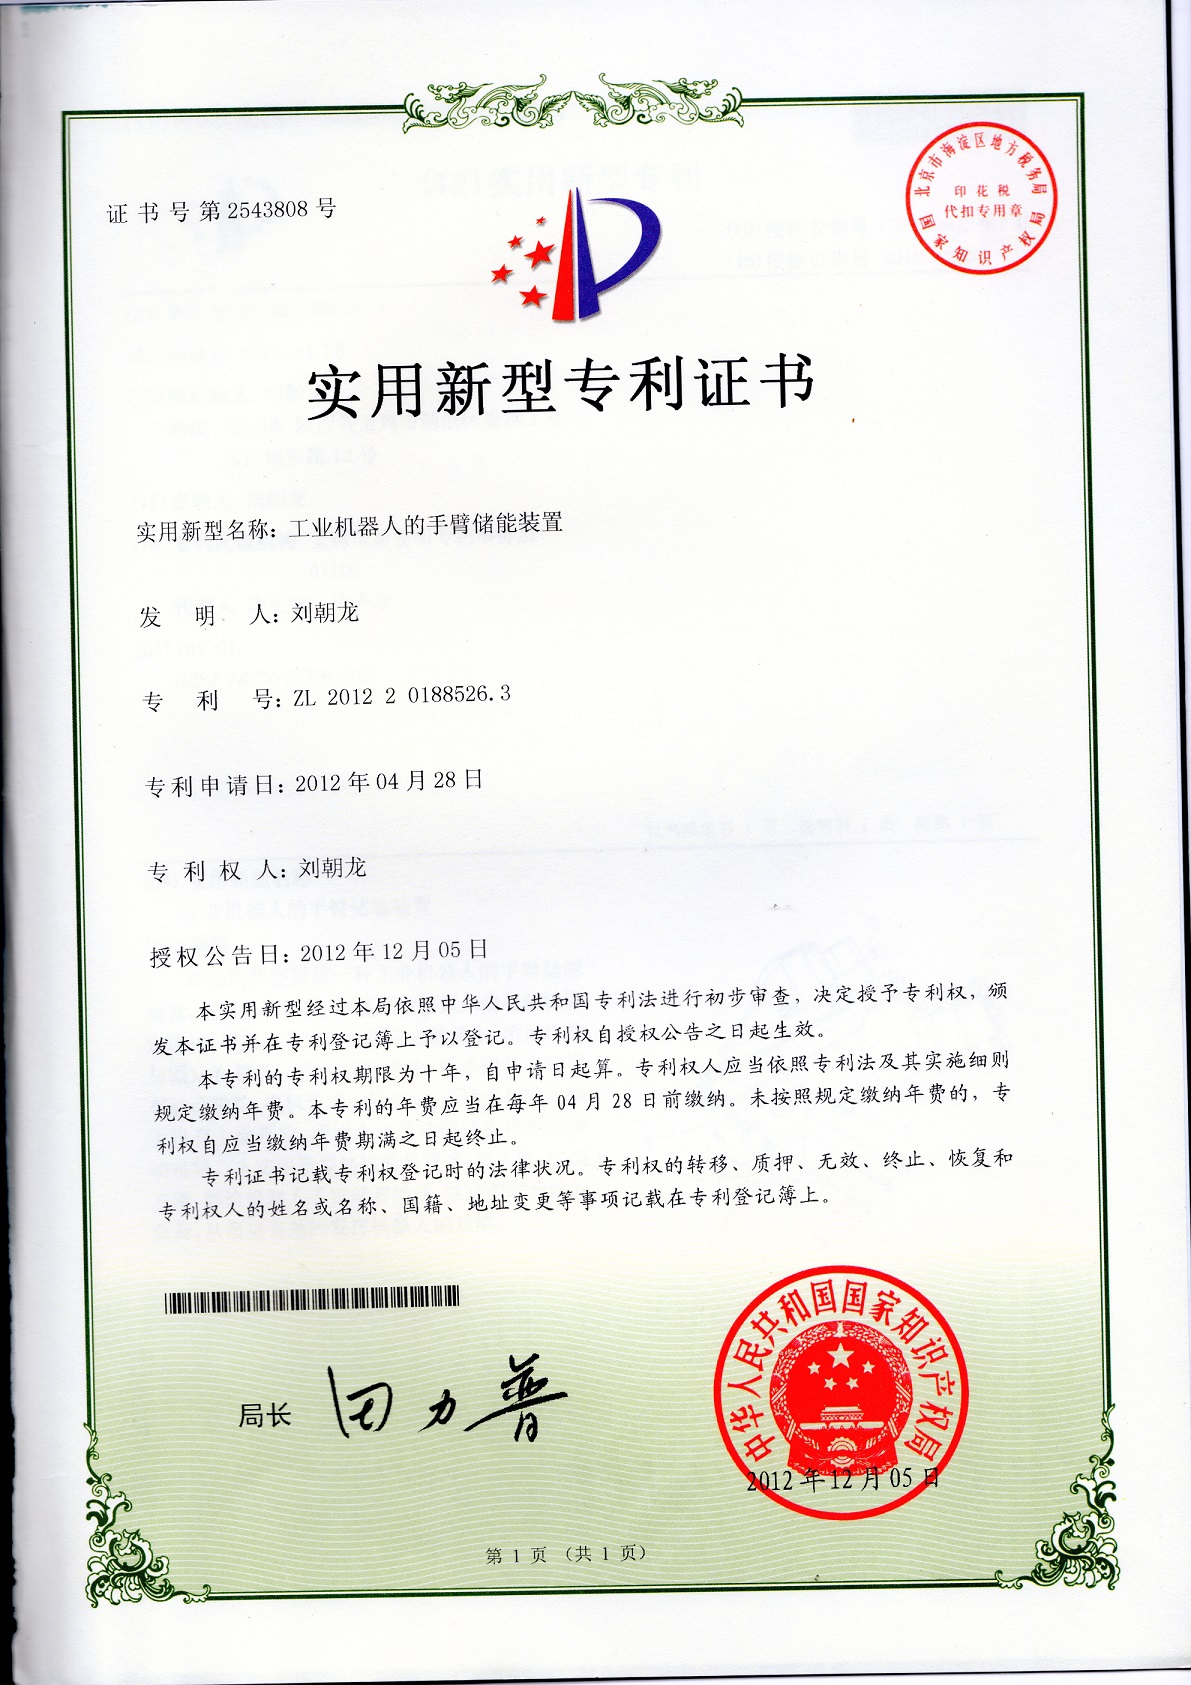 证书号第2543808号
北京市海淀区地方税务局
印花税
代扣专用章
国家知识产权局
实用新型专利证书
实用新型名称：工业机器人的手臂储能装置
发明人：刘朝龙
专利号：ZL 2012 2 0188526.3
专利申请日：2012年04月28日
专利权人：刘朝龙
授权公告日：2012年12月05日
本实用新型经过本局依照中华人民共和国专利法进行初步审查，决定授予专利权，颁
发本证书并在专利登记簿上予以登记。专利权自授权公告之日起生效。
本专利的专利权期限为十年，自申请日起算。专利权人应当依照专利法及其实施细则
规定缴纳年费。本专利的年费应当在每年04月28日前缴纳。未按照规定缴纳年费的，专
利权自应当缴纳年费期满之日起终止。
专利证书记载专利权登记时的法律状况。专利权的转移、质押、无效、终止、恢复和
专利权人的姓名或名称、国籍、地址变更等事项记载在专利登记簿上。
局长 田力普
中华人民共和国国家知识产权局
2012年12月05日
第1页（共1页）